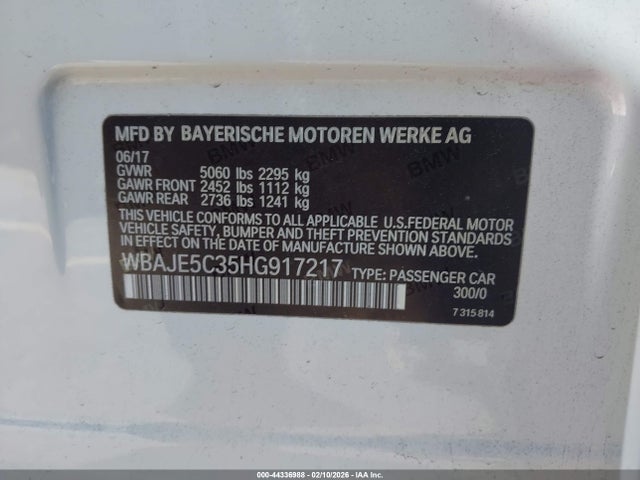 MFD BY BAYERISCHE MOTOREN WERKE AG
06/17
GVWR 5060 lbs 2295 kg
GAWR FRONT 2452 lbs 1112 kg
GAWR REAR 2736 lbs 1241 kg
THIS VEHICLE CONFORMS TO ALL APPLICABLE U.S.FEDERAL MOTOR
VEHICLE SAFETY, BUMPER AND THEFT PREVENTION STANDARDS
IN EFFECT ON THE DATE OF MANUFACTURE SHOWN ABOVE.
WBAJE5C35HG917217 TYPE: PASSENGER CAR
300/0
7 315 814
000-44336988 - 02/10/2026 - IAA Inc.